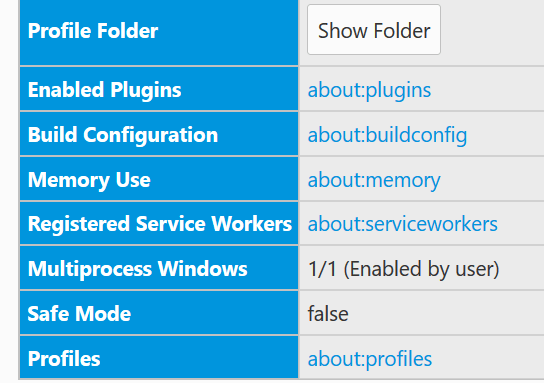 Profile Folder Show Folder
Enabled Plugins about:plugins
Build Configuration about:buildconfig
Memory Use about:memory
Registered Service Workers about:serviceworkers
Multiprocess Windows 1/1 (Enabled by user)
Safe Mode false
Profiles about:profiles